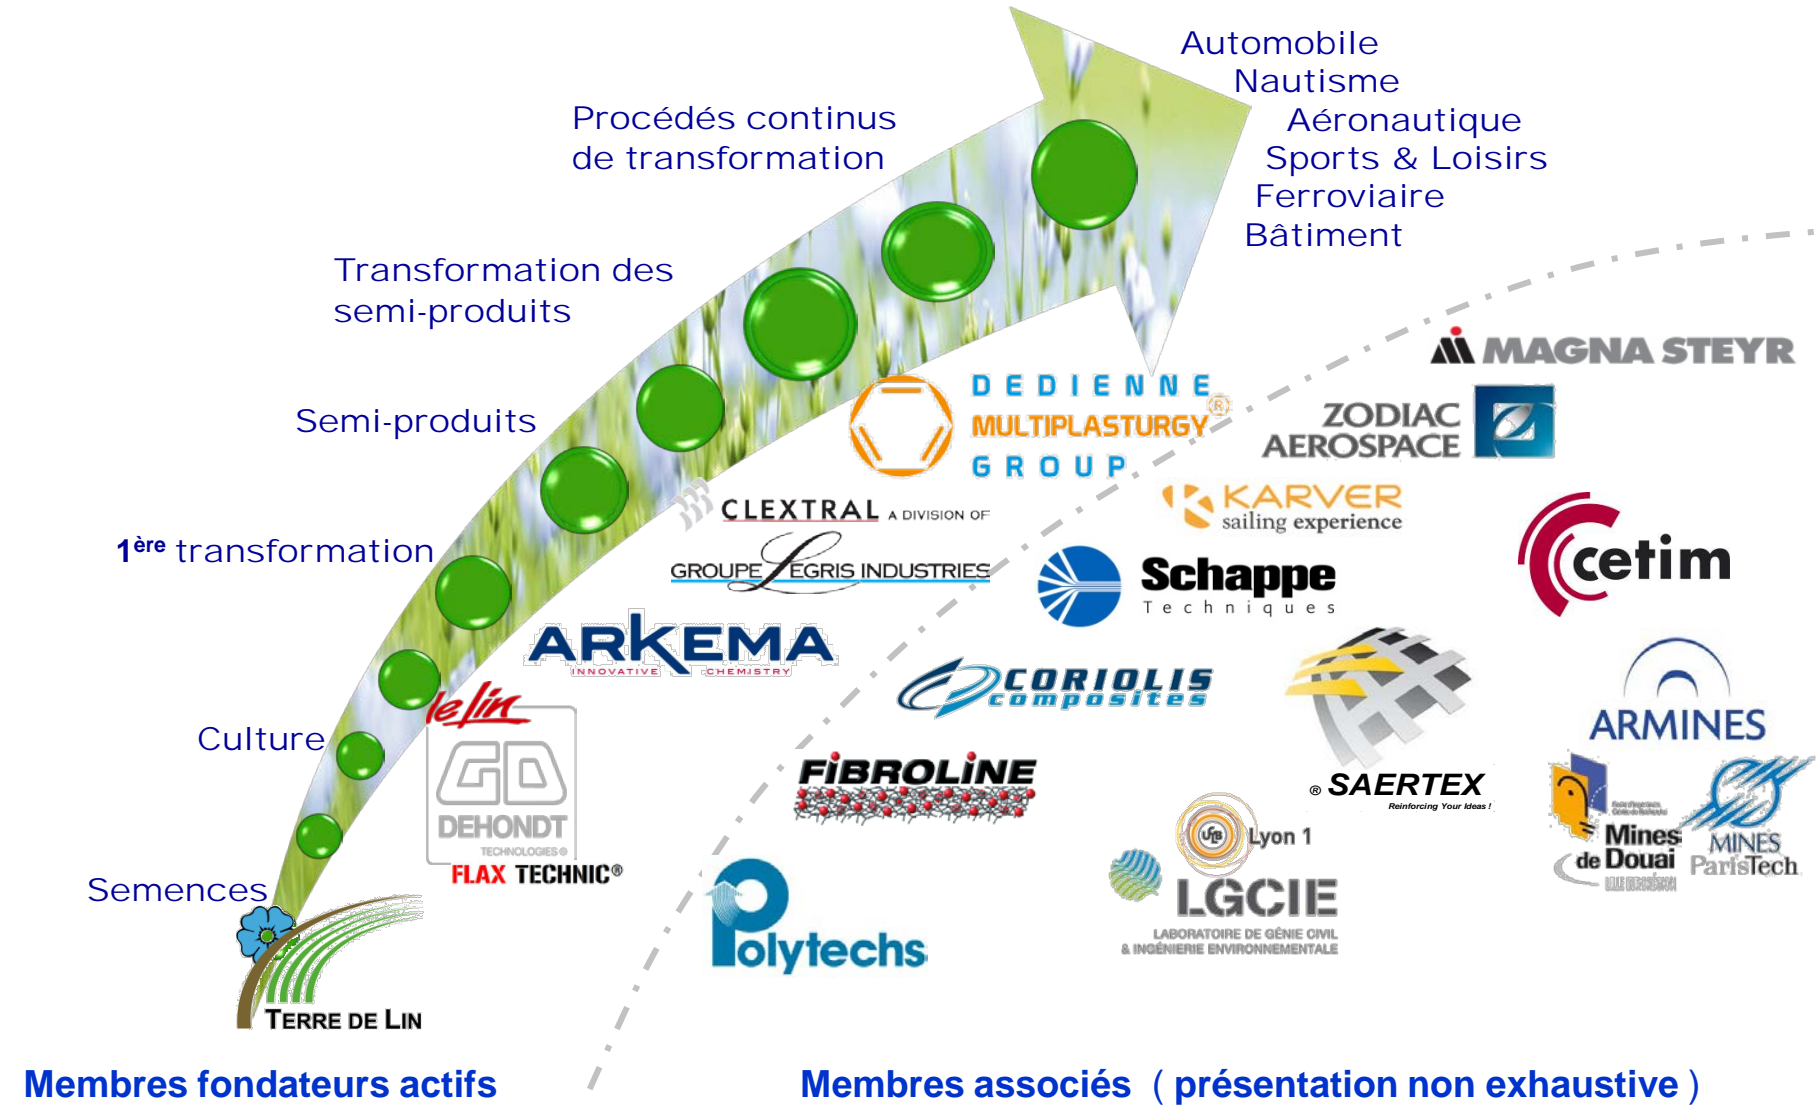 Automobile
Nautisme
Aéronautique
Sports & Loisirs
Ferroviaire
Bâtiment
Procédés continus
de transformation
Transformation des
semi-produits
Semi-produits
1ère transformation
Culture
Semences
MAGNA STEYR
DEDIENNE
MULTIPLASTURGY®
GROUP
ZODIAC
AEROSPACE
CLEXTRAL A DIVISION OF
GROUPE LEGRIS INDUSTRIES
KARVER
sailing experience
Schappe
Techniques
cetim
ARKEMA
INNOVATIVE CHEMISTRY
CORIOLIS
composites
ARMINES
le lin
GD
DEHONDT
TECHNOLOGIES®
FLAX TECHNIC®
FiBROLiNE
® SAERTEX
Reinforcing Your Ideas !
Mines
de Douai
MINES
ParisTech
UCB Lyon 1
LGCIE
LABORATOIRE DE GÉNIE CIVIL
& INGÉNIERIE ENVIRONNEMENTALE
Polytechs
TERRE DE LIN
Membres fondateurs actifs
Membres associés ( présentation non exhaustive )